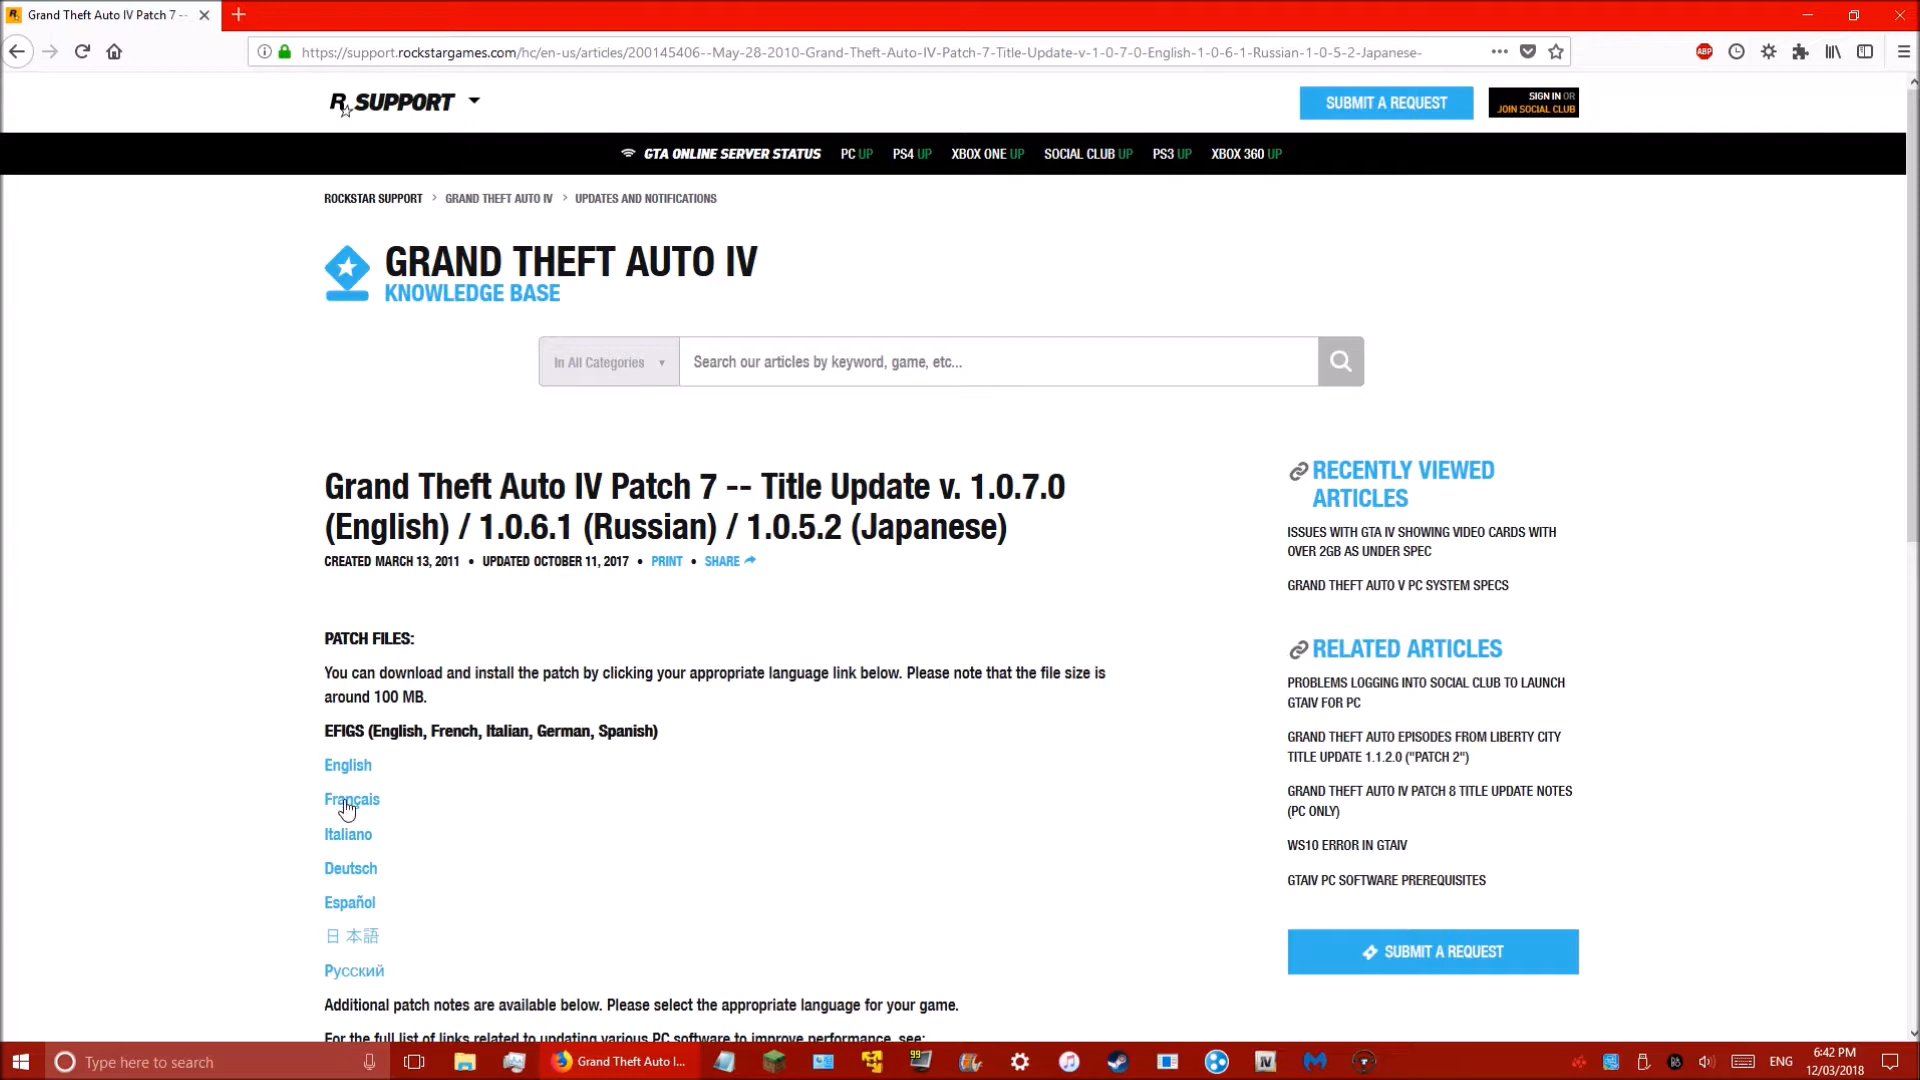 Grand Theft Auto IV Patch 7 --
https://support.rockstargames.com/hc/en-us/articles/200145406--May-28-2010-Grand-Theft-Auto-IV-Patch-7-Title-Update-v-1-0-7-0-English-1-0-6-1-Russian-1-0-5-2-Japanese-
ABP
R SUPPORT
SUBMIT A REQUEST
SIGN IN OR
JOIN SOCIAL CLUB
GTA ONLINE SERVER STATUS PC UP PS4 UP XBOX ONE UP SOCIAL CLUB UP PS3 UP XBOX 360 UP
ROCKSTAR SUPPORT > GRAND THEFT AUTO IV > UPDATES AND NOTIFICATIONS
GRAND THEFT AUTO IV
KNOWLEDGE BASE
In All Categories
Search our articles by keyword, game, etc...
Grand Theft Auto IV Patch 7 -- Title Update v. 1.0.7.0
(English) / 1.0.6.1 (Russian) / 1.0.5.2 (Japanese)
CREATED MARCH 13, 2011 • UPDATED OCTOBER 11, 2017 • PRINT • SHARE
PATCH FILES:
You can download and install the patch by clicking your appropriate language link below. Please note that the file size is
around 100 MB.
EFIGS (English, French, Italian, German, Spanish)
English
Français
Italiano
Deutsch
Español
日本語
Русский
Additional patch notes are available below. Please select the appropriate language for your game.
For the full list of links related to updating various PC software to improve performance, see:
RECENTLY VIEWED
ARTICLES
ISSUES WITH GTA IV SHOWING VIDEO CARDS WITH
OVER 2GB AS UNDER SPEC
GRAND THEFT AUTO V PC SYSTEM SPECS
RELATED ARTICLES
PROBLEMS LOGGING INTO SOCIAL CLUB TO LAUNCH
GTAIV FOR PC
GRAND THEFT AUTO EPISODES FROM LIBERTY CITY
TITLE UPDATE 1.1.2.0 ("PATCH 2")
GRAND THEFT AUTO IV PATCH 8 TITLE UPDATE NOTES
(PC ONLY)
WS10 ERROR IN GTAIV
GTAIV PC SOFTWARE PREREQUISITES
SUBMIT A REQUEST
Type here to search
Grand Theft Auto I...
99
IV
ENG
6:42 PM
12/03/2018